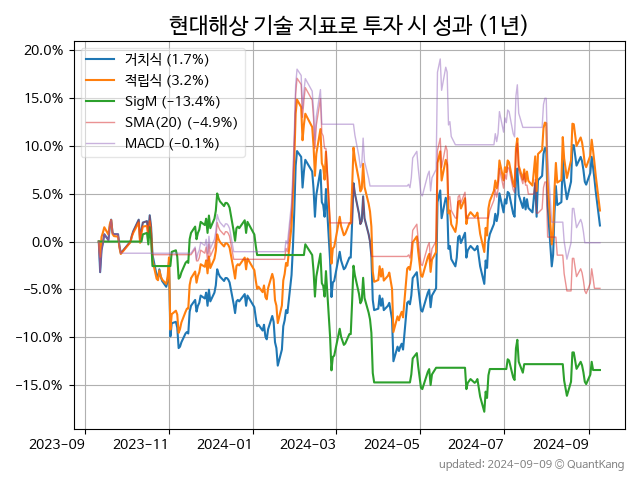 현대해상 기술 지표로 투자 시 성과 (1년)
20.0%
15.0%
10.0%
5.0%
0.0%
−5.0%
−10.0%
−15.0%
거치식 (1.7%)
적립식 (3.2%)
SigM (−13.4%)
SMA(20) (−4.9%)
MACD (−0.1%)
2023-09 2023-11 2024-01 2024-03 2024-05 2024-07 2024-09
updated: 2024-09-09 © QuantKang